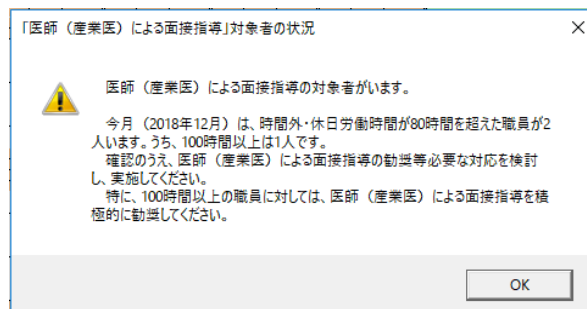 「医師（産業医）による面接指導」対象者の状況
医師（産業医）による面接指導の対象者がいます。
今月（2018年12月）は、時間外・休日労働時間が80時間を超えた職員が2
人います。うち、100時間以上は1人です。
確認のうえ、医師（産業医）による面接指導の勧奨等必要な対応を検討
し、実施してください。
特に、100時間以上の職員に対しては、医師（産業医）による面接指導を積
極的に勧奨してください。
OK